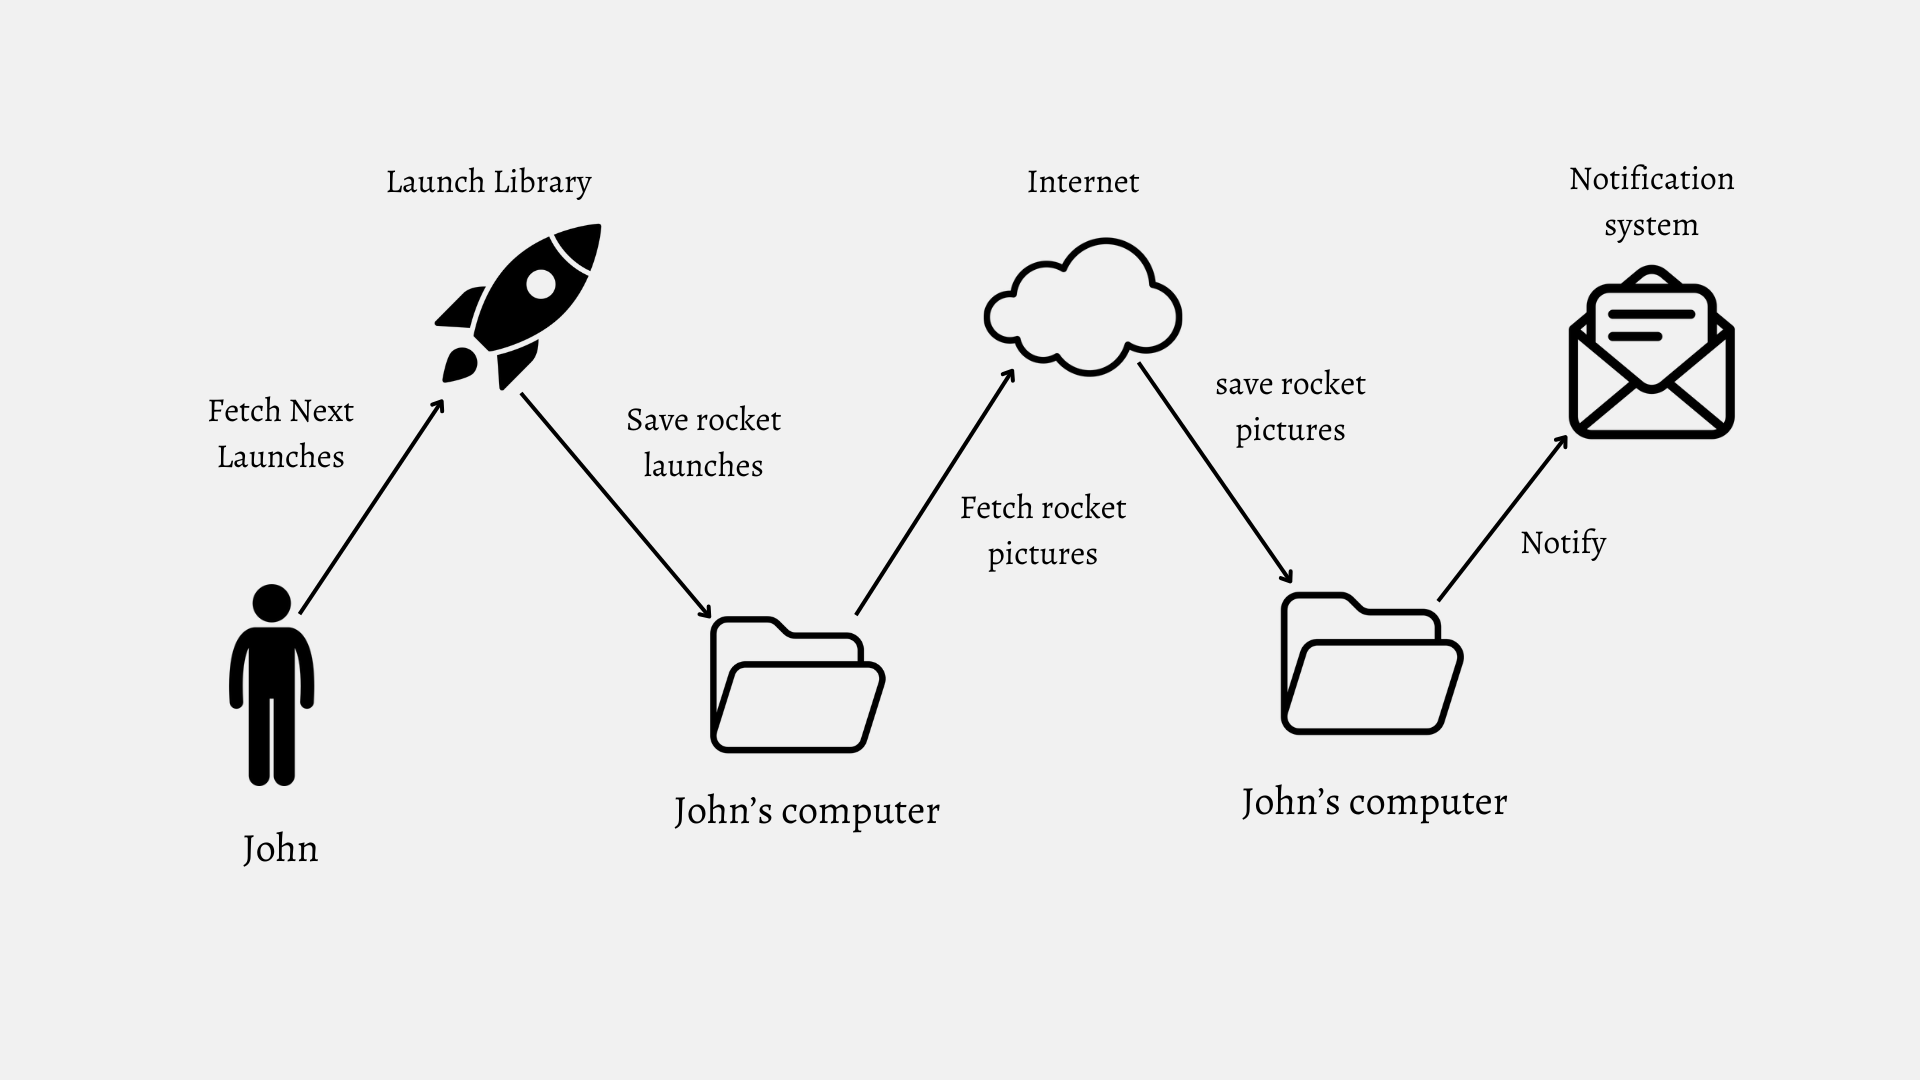 Launch Library
Internet
Notification
system
Fetch Next
Launches
Save rocket
launches
Fetch rocket
pictures
save rocket
pictures
Notify
John
John’s computer
John’s computer